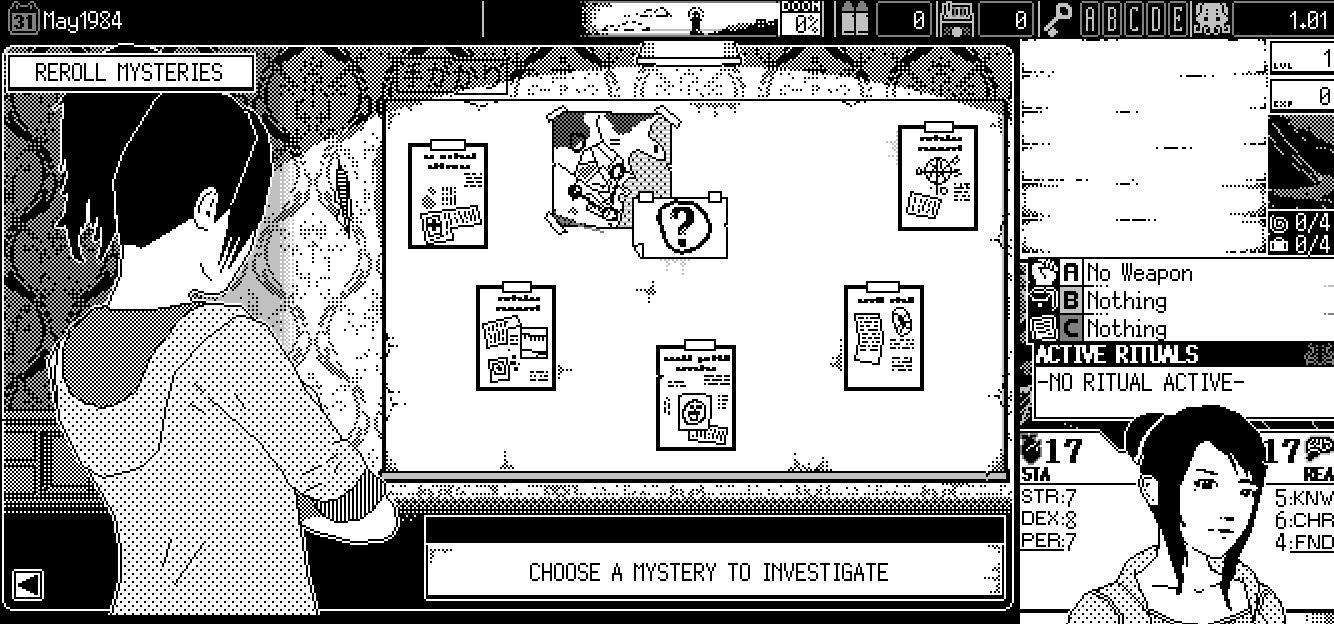 31 May1984
DOOM
0%
0
0
A B C D E
1.01
REROLL MYSTERIES
LVL 1
EXP 0
0/4
0/4
A No Weapon
B Nothing
C Nothing
ACTIVE RITUALS
-NO RITUAL ACTIVE-
17
17
STA
REA
STR:7
5:KNW
DEX:8
6:CHR
PER:7
4:FND
?
CHOOSE A MYSTERY TO INVESTIGATE